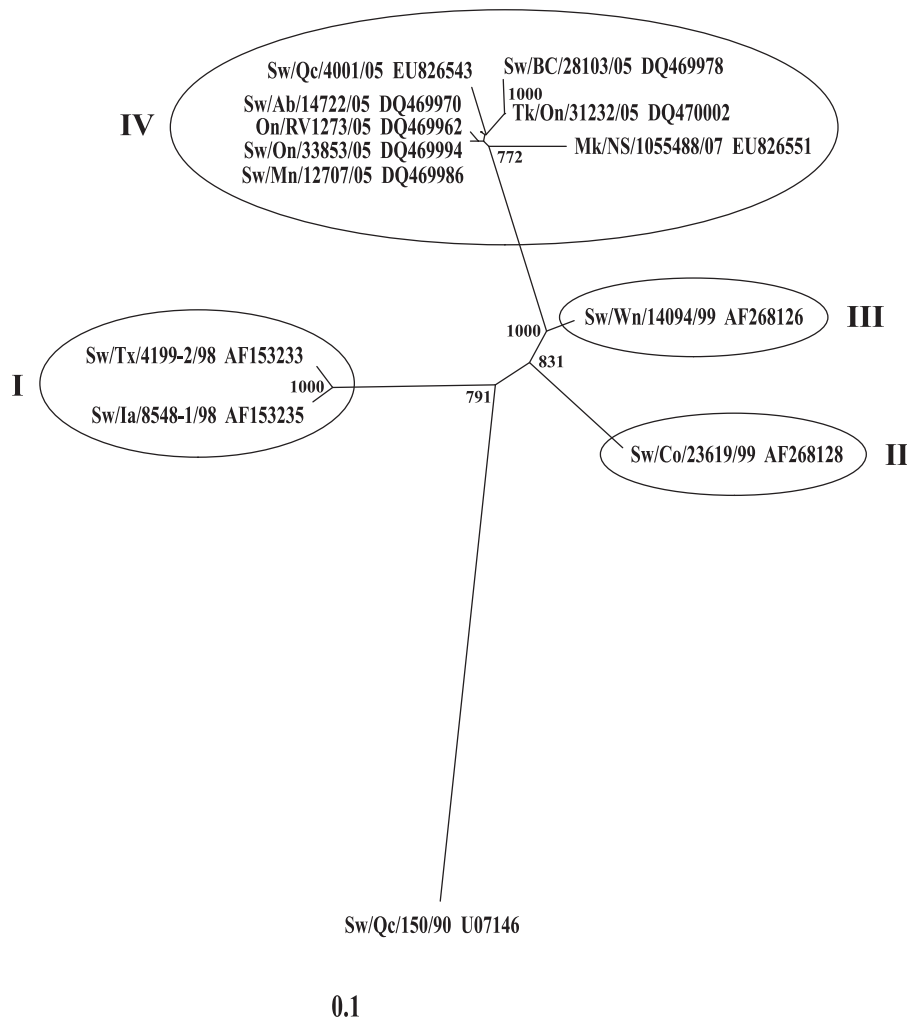 Sw/Qc/4001/05 EU826543
Sw/BC/28103/05 DQ469978
1000
Sw/Ab/14722/05 DQ469970
Tk/On/31232/05 DQ470002
IV
On/RV1273/05 DQ469962
Sw/On/33853/05 DQ469994
Mk/NS/1055488/07 EU826551
772
Sw/Mn/12707/05 DQ469986
1000
Sw/Wn/14094/99 AF268126
III
Sw/Tx/4199-2/98 AF153233
831
I
1000
791
Sw/Ia/8548-1/98 AF153235
Sw/Co/23619/99 AF268128
II
Sw/Qc/150/90 U07146
0.1